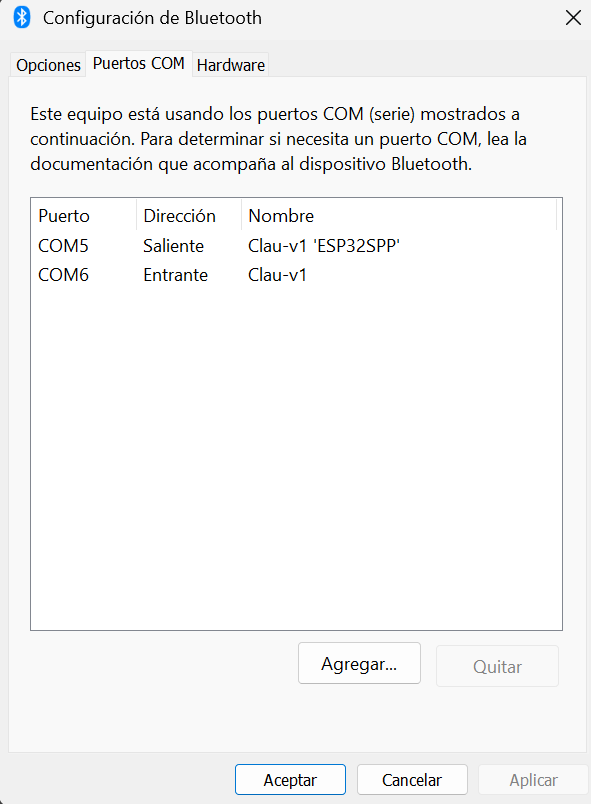 Configuración de Bluetooth
Opciones Puertos COM Hardware
Este equipo está usando los puertos COM (serie) mostrados a
continuación. Para determinar si necesita un puerto COM, lea la
documentación que acompaña al dispositivo Bluetooth.
Puerto Dirección Nombre
COM5 Saliente Clau-v1 'ESP32SPP'
COM6 Entrante Clau-v1
Agregar... Quitar
Aceptar Cancelar Aplicar